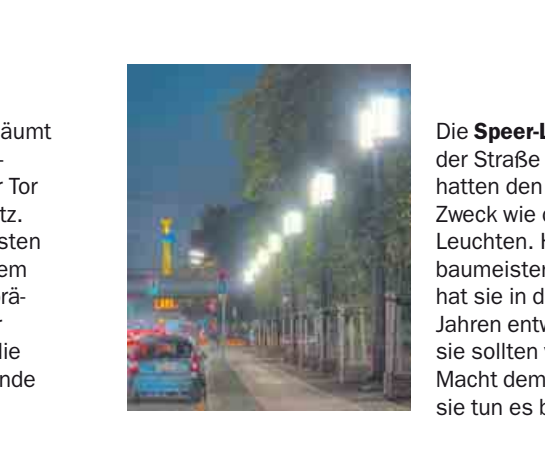 äumt
-
r Tor
tz.
sten
em
rä-
r
lie
nde
Die Speer-L
der Straße
hatten den
Zweck wie
Leuchten. H
baumeister
hat sie in d
Jahren entw
sie sollten
Macht dem
sie tun es b